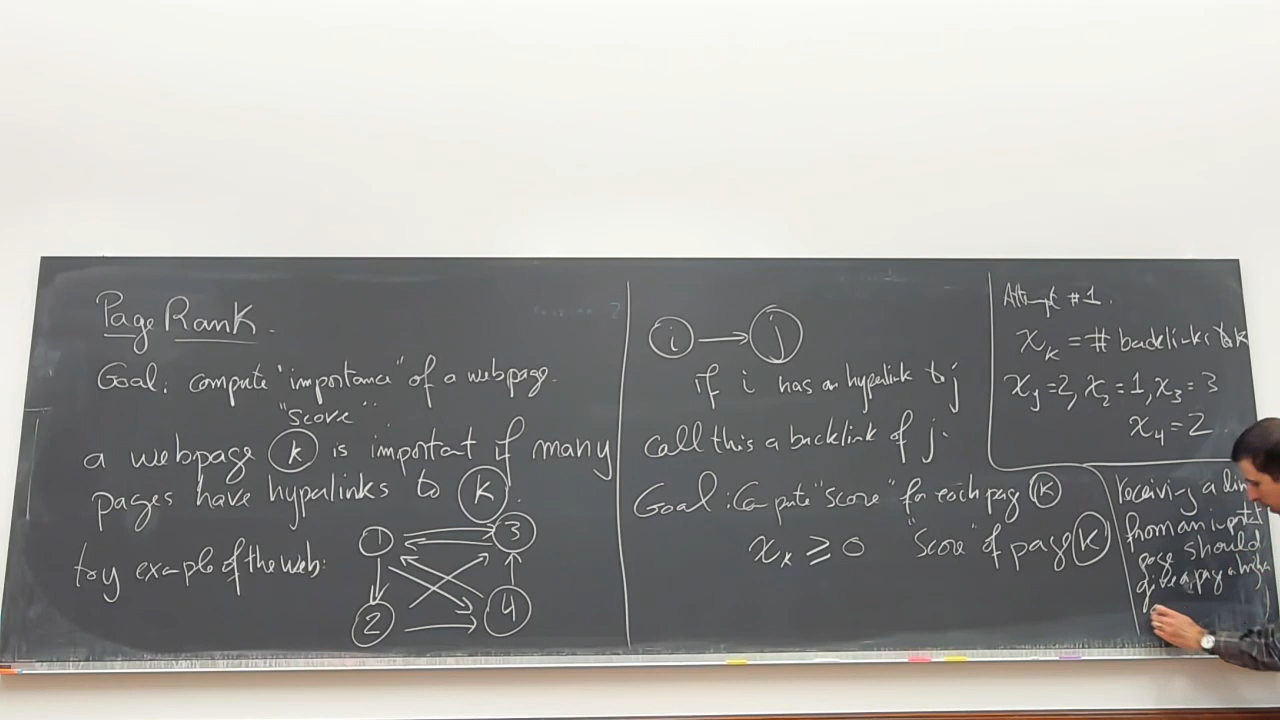 Page Rank.
Goal: compute "importance" of a webpage.
"score"
a webpage k is important if many
pages have hyperlinks to k.
toy example of the web:
1 3
2 4
i → j
if i has an hyperlink to j
call this a backlink of j.
Goal: Compute "score" for each page k
x_k ≥ 0 "score" of page k
Attempt #1.
x_k = # backlinks to k
x_1=2, x_2=1, x_3=3
x_4=2
receiving a
from an important
page should
give a page a